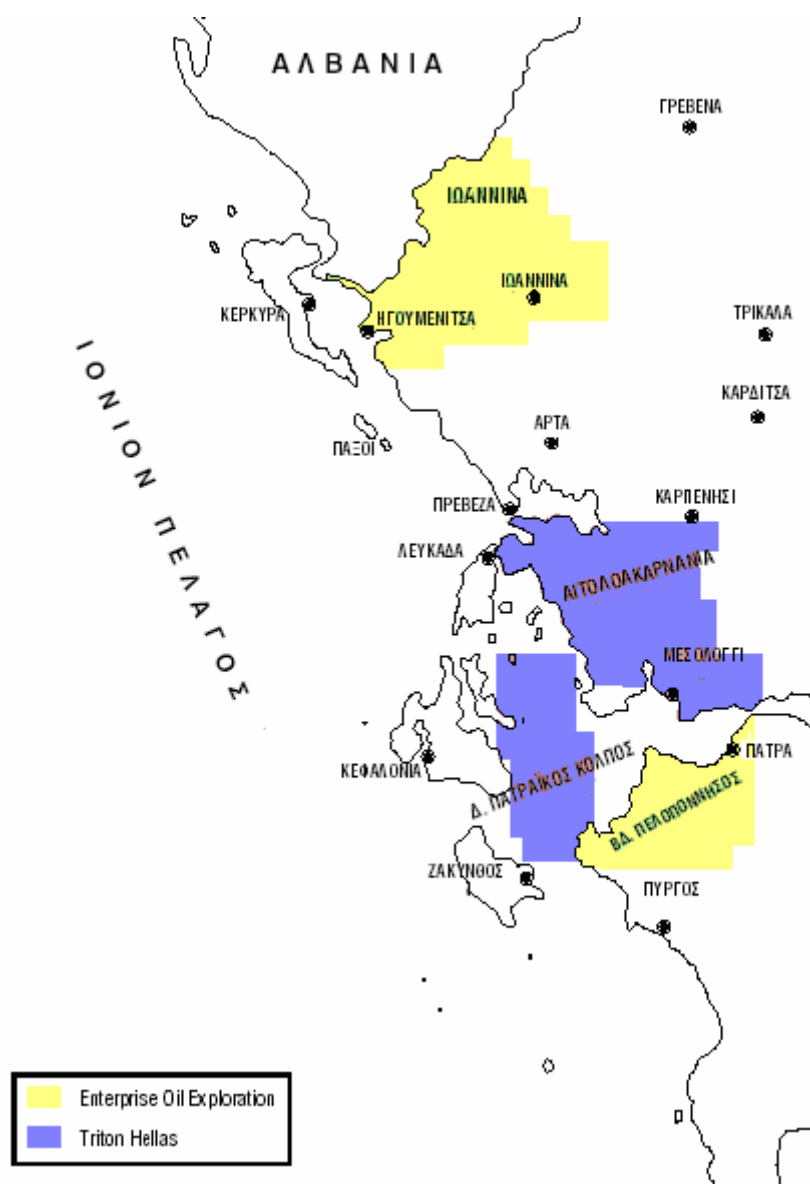 ΑΛΒΑΝΙΑ
ΓΡΕΒΕΝΑ
ΙΩΑΝΝΙΝΑ
ΙΩΑΝΝΙΝΑ
ΚΕΡΚΥΡΑ
ΗΓΟΥΜΕΝΙΤΣΑ
ΤΡΙΚΑΛΑ
ΙΟΝΙΟΝ ΠΕΛΑΓΟΣ
ΚΑΡΔΙΤΣΑ
ΑΡΤΑ
ΠΑΞΟΙ
ΠΡΕΒΕΖΑ
ΚΑΡΠΕΝΗΣΙ
ΛΕΥΚΑΔΑ
ΑΙΤΟΛΟΑΚΑΡΝΑΝΙΑ
ΜΕΣΟΛΟΓΓΙ
ΠΑΤΡΑ
ΚΕΦΑΛΟΝΙΑ
Δ. ΠΑΤΡΑΪΚΟΣ ΚΟΛΠΟΣ
ΒΔ. ΠΕΛΟΠΟΝΝΗΣΟΣ
ΖΑΚΥΝΘΟΣ
ΠΥΡΓΟΣ
Enterprise Oil Exploration
Triton Hellas